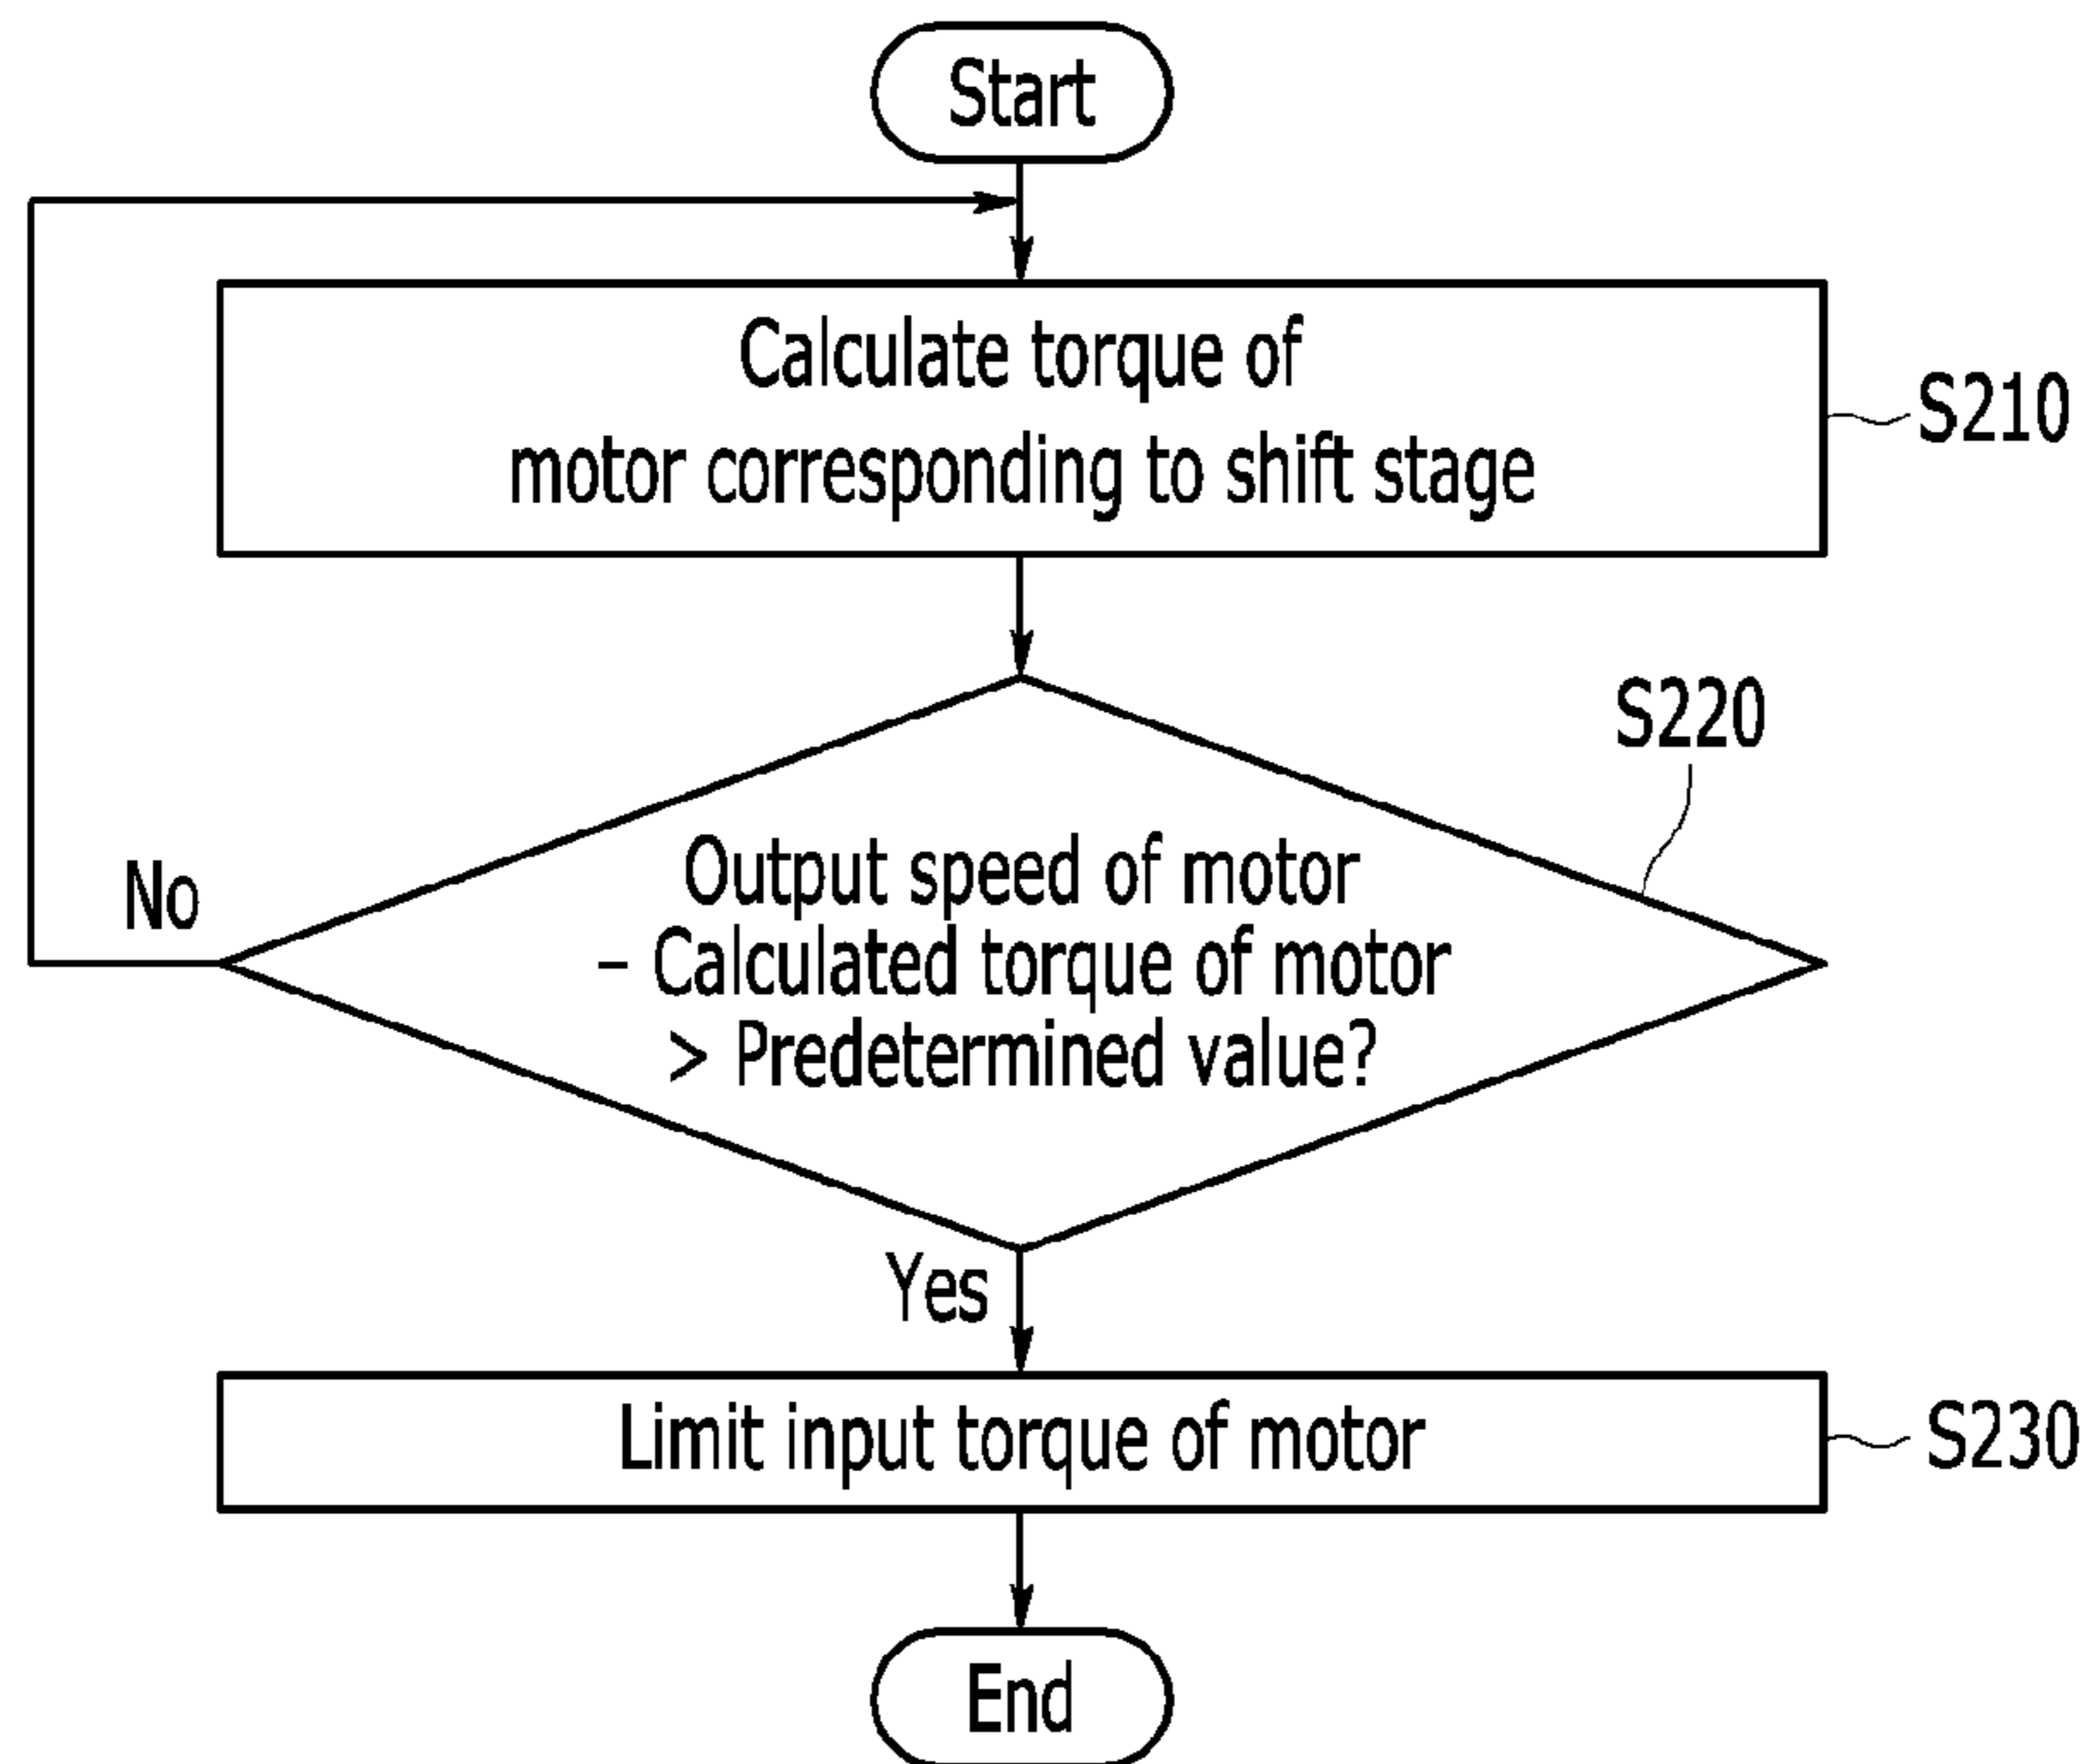 Start
Calculate torque of
motor corresponding to shift stage
S210
S220
Output speed of motor
– Calculated torque of motor
> Predetermined value?
No
Yes
Limit input torque of motor
S230
End